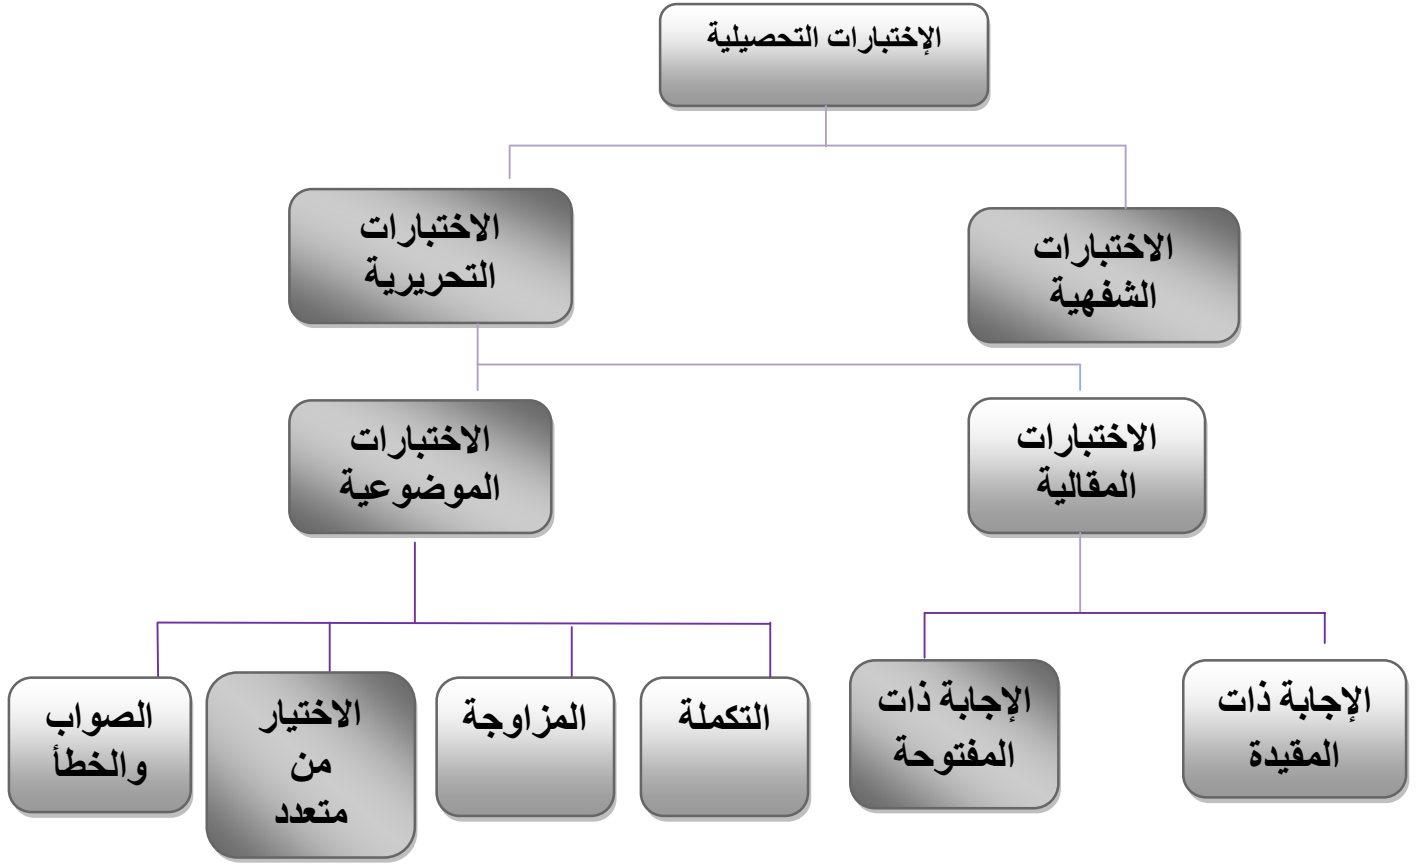 الإختبارات التحصيلية
الاختبارات
الشفهية
الاختبارات
التحريرية
الاختبارات
المقالية
الاختبارات
الموضوعية
الإجابة ذات
المقيدة
الإجابة ذات
المفتوحة
التكملة
المزاوجة
الاختيار
من
متعدد
الصواب
والخطأ